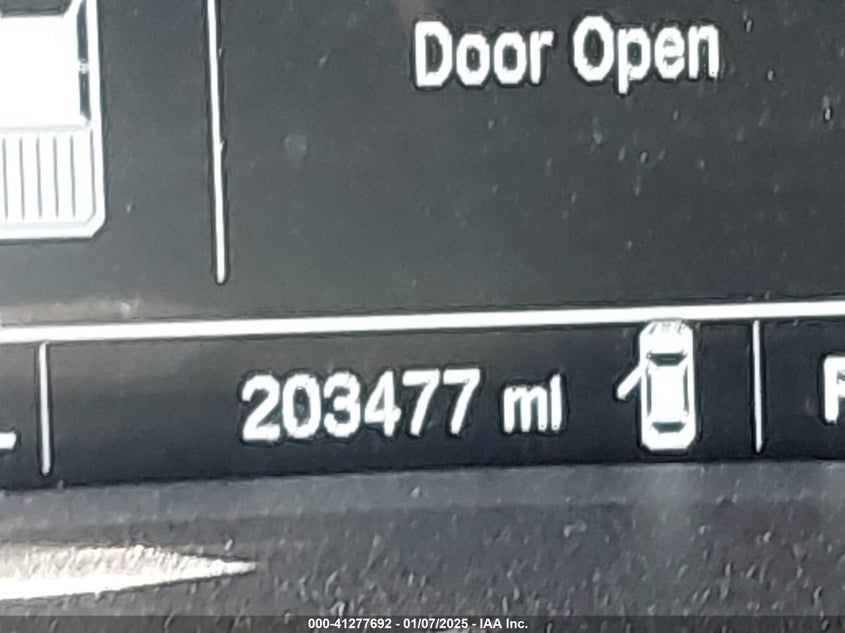 Door Open
203477 mi
000-41277692 - 01/07/2025 - IAA Inc.